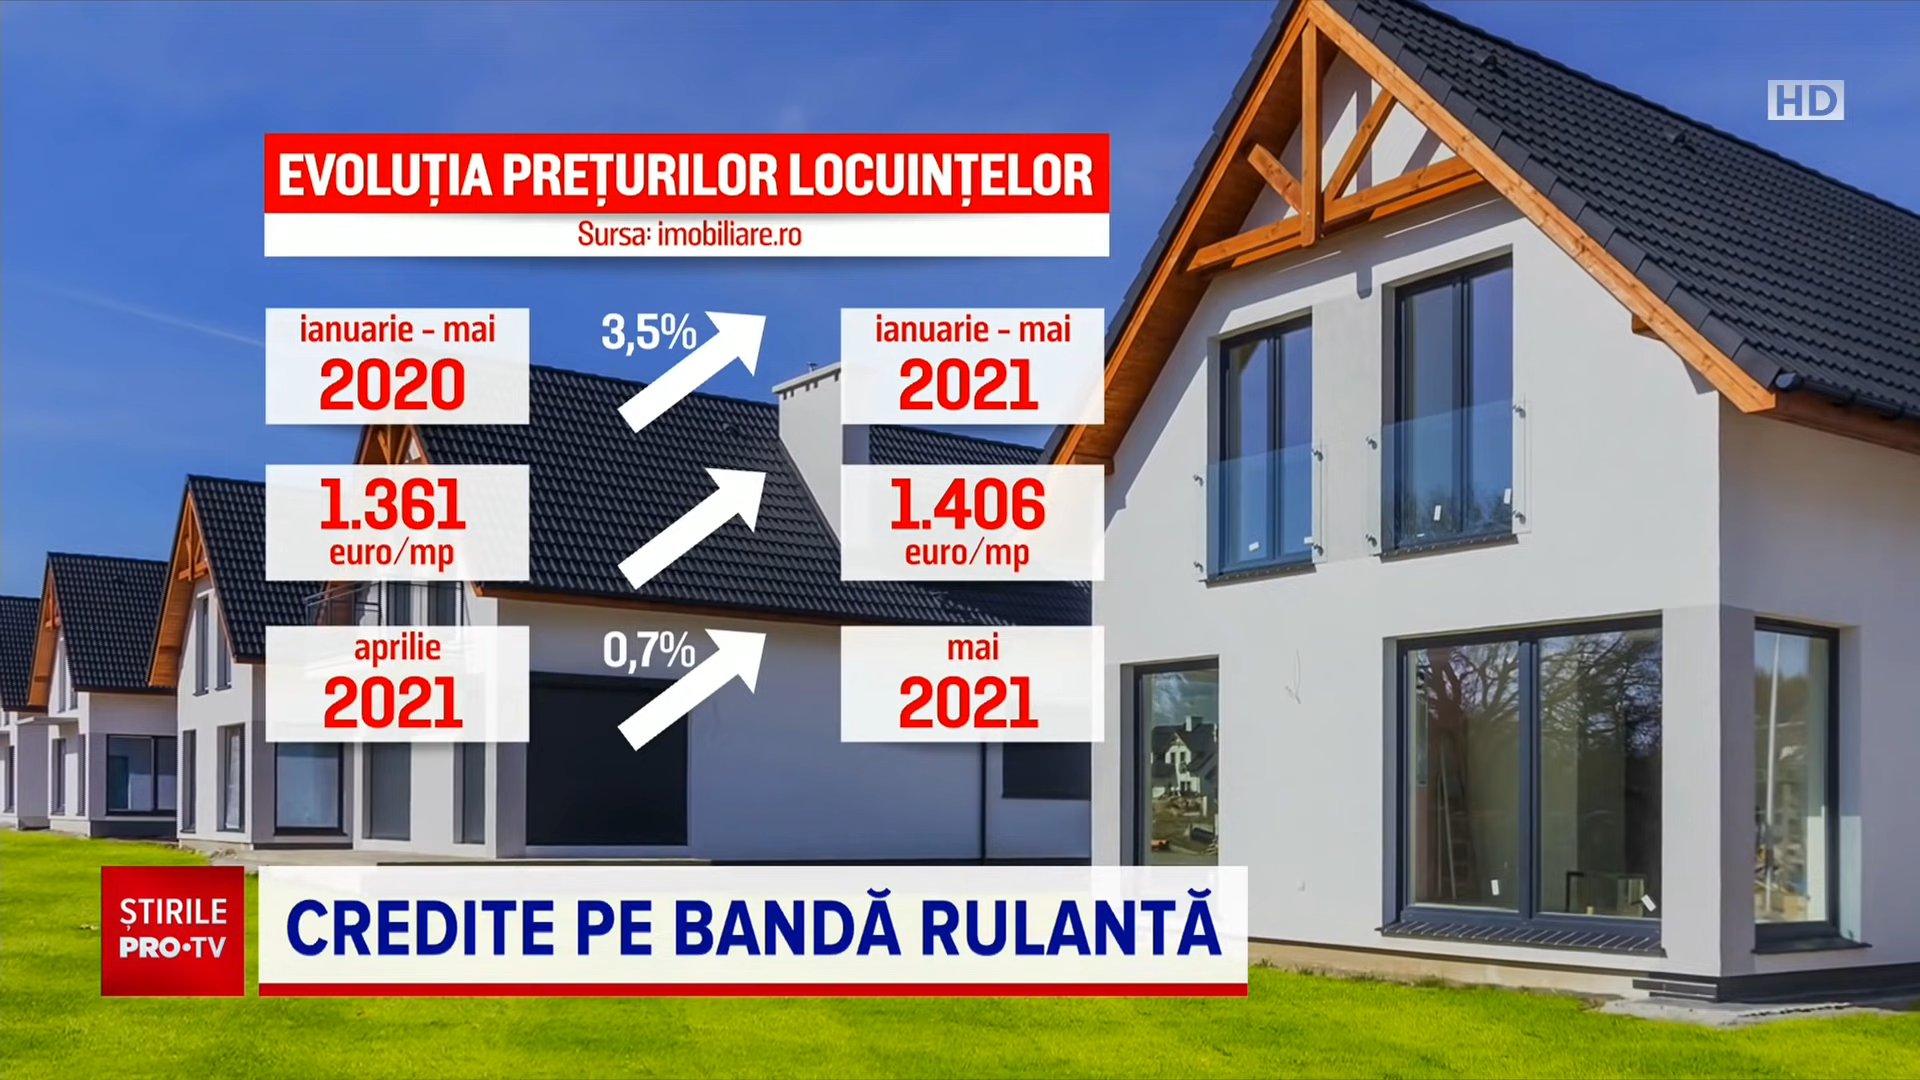 HD
EVOLUȚIA PREȚURILOR LOCUINȚELOR
Sursa: imobiliare.ro
ianuarie - mai
2020
3,5%
ianuarie - mai
2021
1.361
euro/mp
1.406
euro/mp
aprilie
2021
0,7%
mai
2021
ȘTIRILE
PRO•TV
CREDITE PE BANDĂ RULANTĂ